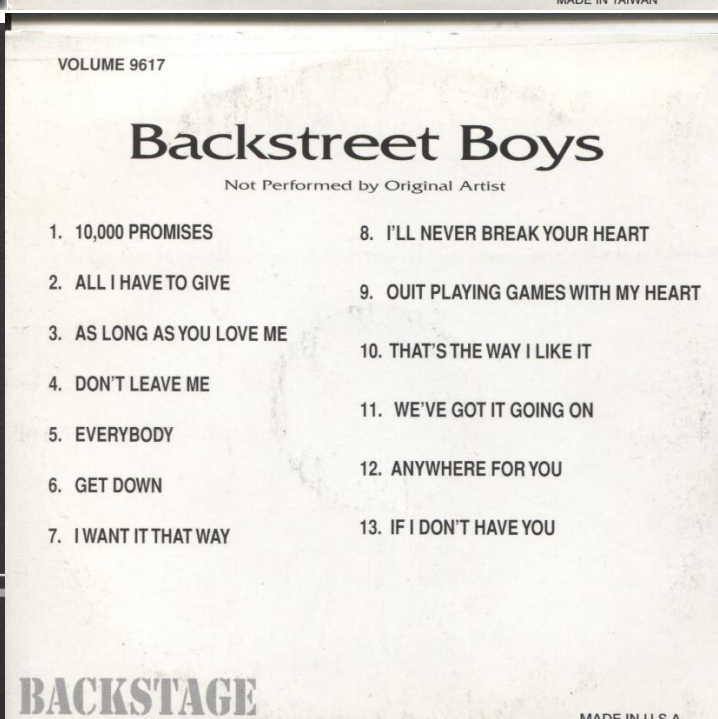 MADE IN TAIWAN
VOLUME 9617
Backstreet Boys
Not Performed by Original Artist
1. 10,000 PROMISES
2. ALL I HAVE TO GIVE
3. AS LONG AS YOU LOVE ME
4. DON'T LEAVE ME
5. EVERYBODY
6. GET DOWN
7. I WANT IT THAT WAY
8. I'LL NEVER BREAK YOUR HEART
9. OUIT PLAYING GAMES WITH MY HEART
10. THAT'S THE WAY I LIKE IT
11. WE'VE GOT IT GOING ON
12. ANYWHERE FOR YOU
13. IF I DON'T HAVE YOU
BACKSTAGE
MADE IN U.S.A.